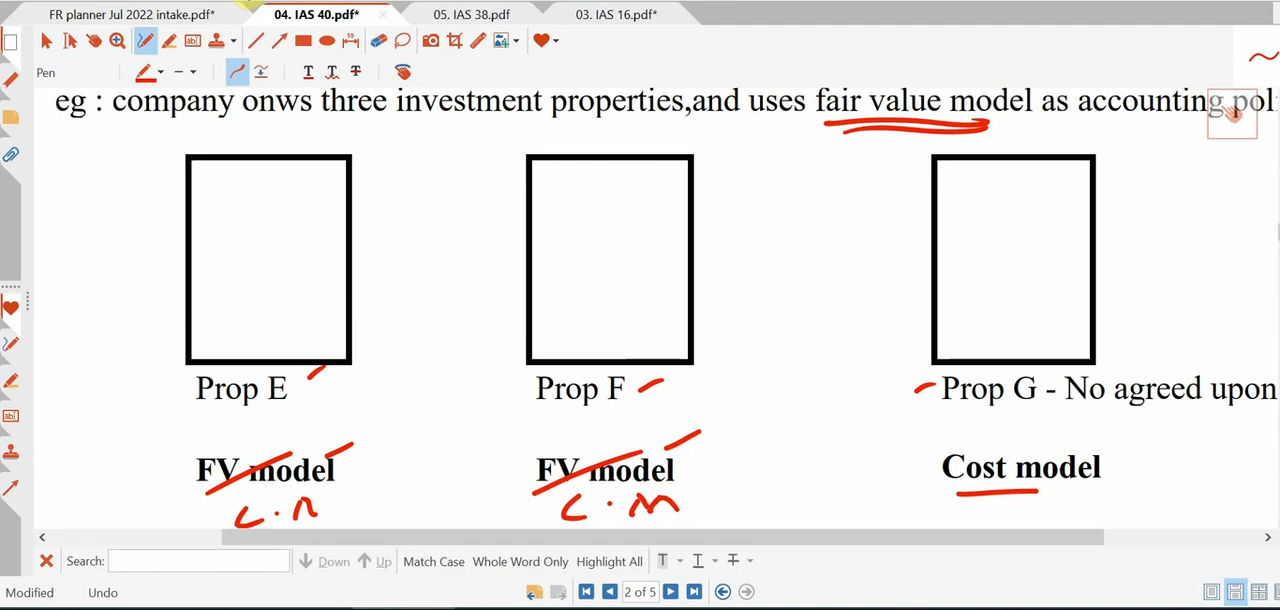 FR planner Jul 2022 intake.pdf* 04. IAS 40.pdf* 05. IAS 38.pdf 03. IAS 16.pdf*
Pen
eg : company onws three investment properties,and uses fair value model as accounting poli
Prop E Prop F Prop G - No agreed upon
FV model FV model Cost model
C.M
Search: Down Up Match Case Whole Word Only Highlight All
Modified Undo 2 of 5